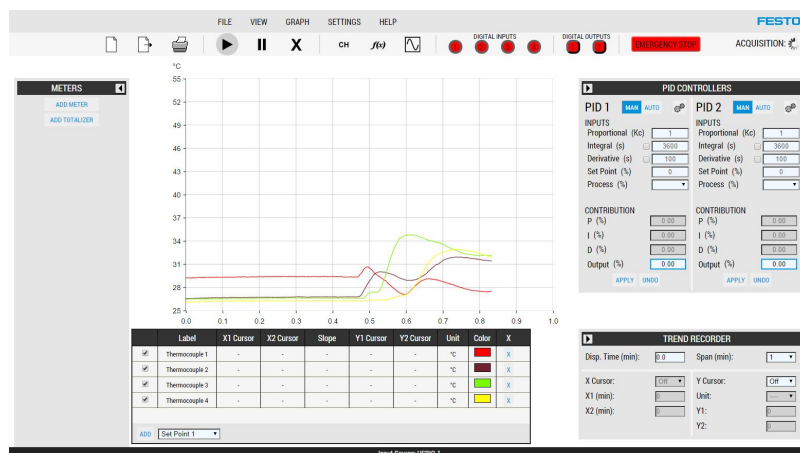 FILE VIEW GRAPH SETTINGS HELP
FESTO
X CH f(x)
DIGITAL INPUTS
DIGITAL OUTPUTS
EMERGENCY STOP
ACQUISITION:
METERS
ADD METER
ADD TOTALIZER
°C
55
52
49
46
43
40
37
34
31
28
25
0.0 0.1 0.2 0.3 0.4 0.5 0.6 0.7 0.8 0.9 1.0
Label X1 Cursor X2 Cursor Slope Y1 Cursor Y2 Cursor Unit Color X
Thermocouple 1 - - - - - °C X
Thermocouple 2 - - - - - °C X
Thermocouple 3 - - - - - °C X
Thermocouple 4 - - - - - °C X
ADD Set Point 1
PID CONTROLLERS
PID 1 MAN AUTO
INPUTS
Proportional (Kc) 1
Integral (s) 3600
Derivative (s) 100
Set Point (%) 0
Process (%)
CONTRIBUTION
P (%) 0.00
I (%) 0.00
D (%) 0.00
Output (%) 0.00
APPLY UNDO
PID 2 MAN AUTO
INPUTS
Proportional (Kc) 1
Integral (s) 3600
Derivative (s) 100
Set Point (%) 0
Process (%)
CONTRIBUTION
P (%) 0.00
I (%) 0.00
D (%) 0.00
Output (%) 0.00
APPLY UNDO
TREND RECORDER
Disp. Time (min): 0.0 Span (min): 1
X Cursor: Off Y Cursor: Off
X1 (min): 0 Unit: ---
X2 (min): 0 Y1: 0
Y2: 0